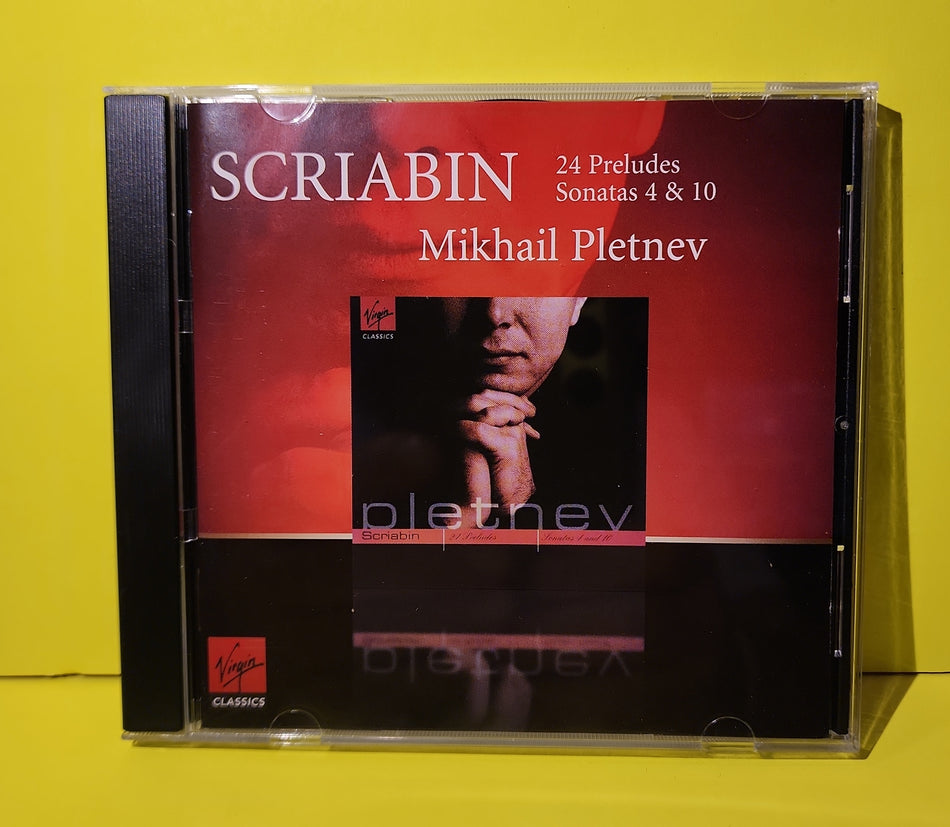 SCRIABIN
24 Preludes
Sonatas 4 & 10
Mikhail Pletnev
Virgin
CLASSICS
pletnev
Scriabin 24 Preludes Sonatas 4 and 10
pletnev
Virgin
CLASSICS